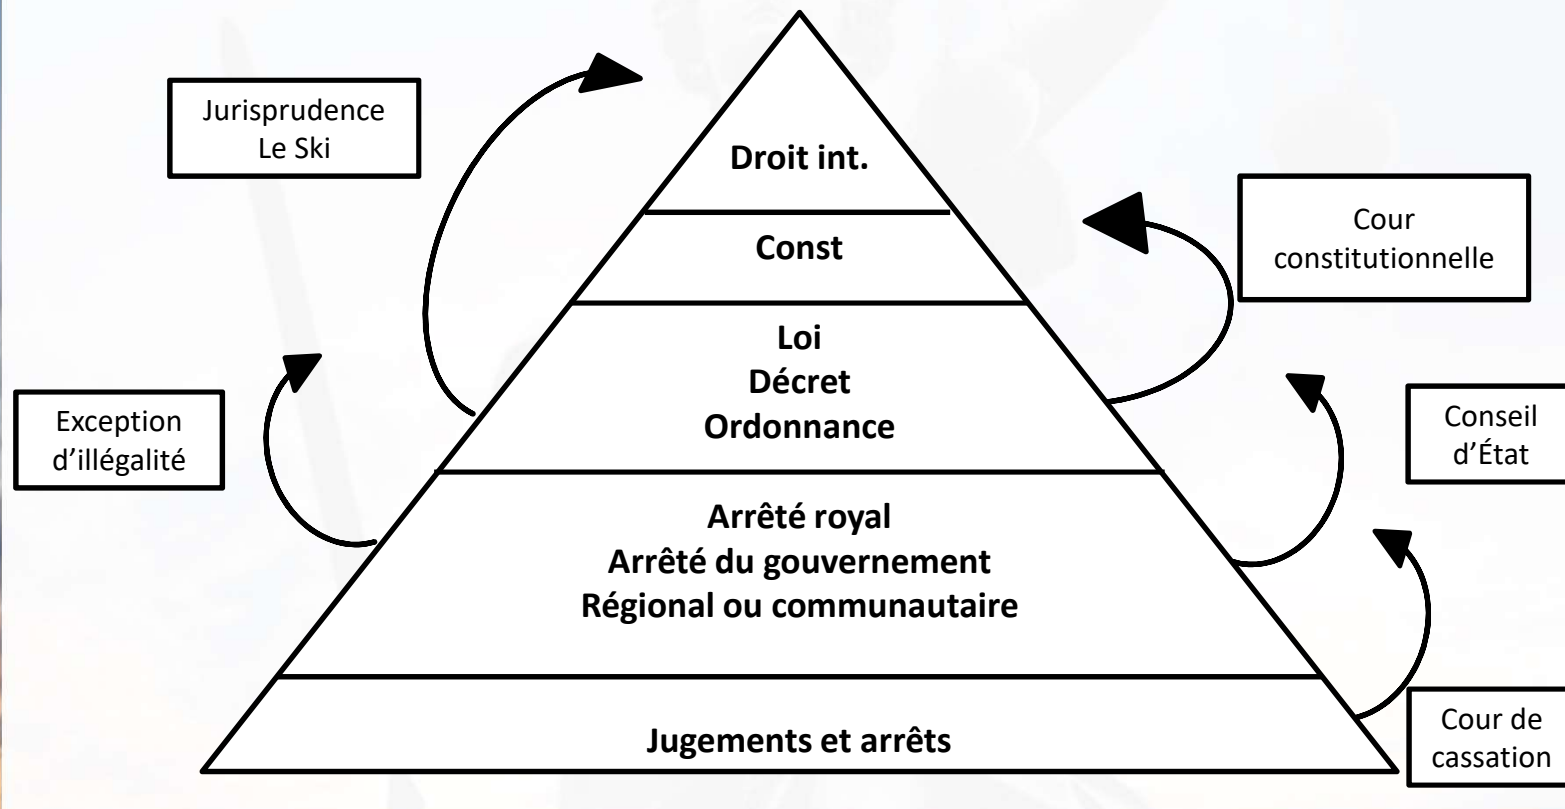 Jurisprudence
Le Ski
Droit int.
Const
Cour
constitutionnelle
Loi
Décret
Ordonnance
Exception
d’illégalité
Conseil
d’État
Arrêté royal
Arrêté du gouvernement
Régional ou communautaire
Jugements et arrêts
Cour de
cassation